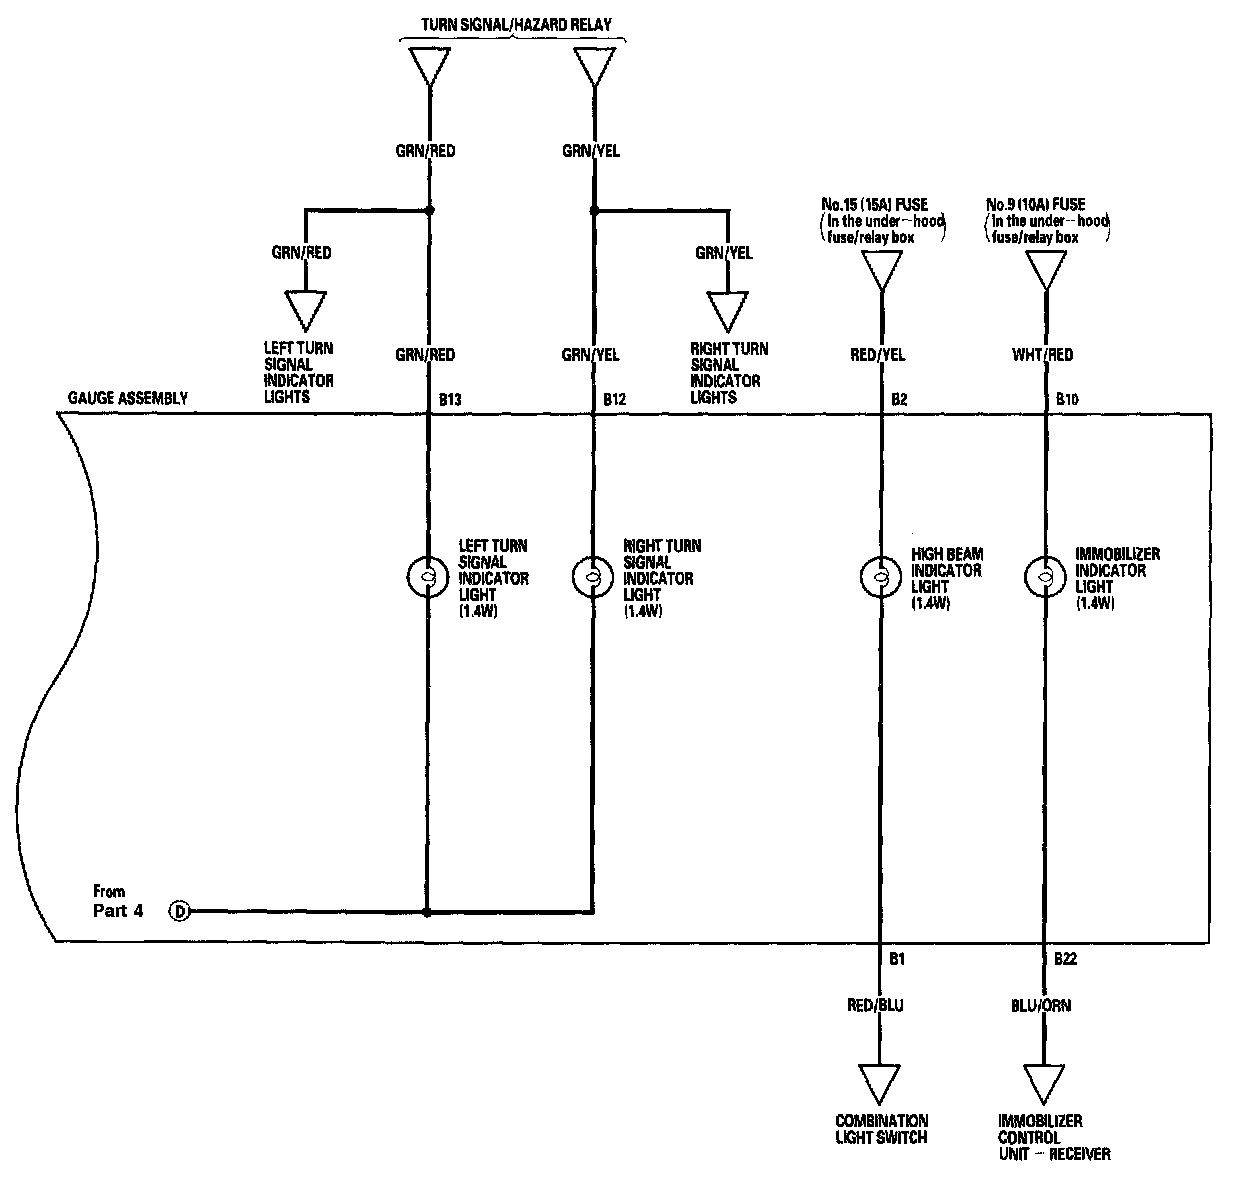 TURN SIGNAL/HAZARD RELAY
GRN/RED
GRN/YEL
No.15 (15A) FUSE
(In the under-hood
fuse/relay box)
No.9 (10A) FUSE
(In the under-hood
fuse/relay box)
GRN/RED
GRN/YEL
LEFT TURN
SIGNAL
INDICATOR
LIGHTS
GRN/RED
GRN/YEL
RIGHT TURN
SIGNAL
INDICATOR
LIGHTS
RED/YEL
WHT/RED
GAUGE ASSEMBLY
B13
B12
B2
B10
LEFT TURN
SIGNAL
INDICATOR
LIGHT
(1.4W)
RIGHT TURN
SIGNAL
INDICATOR
LIGHT
(1.4W)
HIGH BEAM
INDICATOR
LIGHT
(1.4W)
IMMOBILIZER
INDICATOR
LIGHT
(1.4W)
From
Part 4
D
B1
B22
RED/BLU
BLU/ORN
COMBINATION
LIGHT SWITCH
IMMOBILIZER
CONTROL
UNIT - RECEIVER